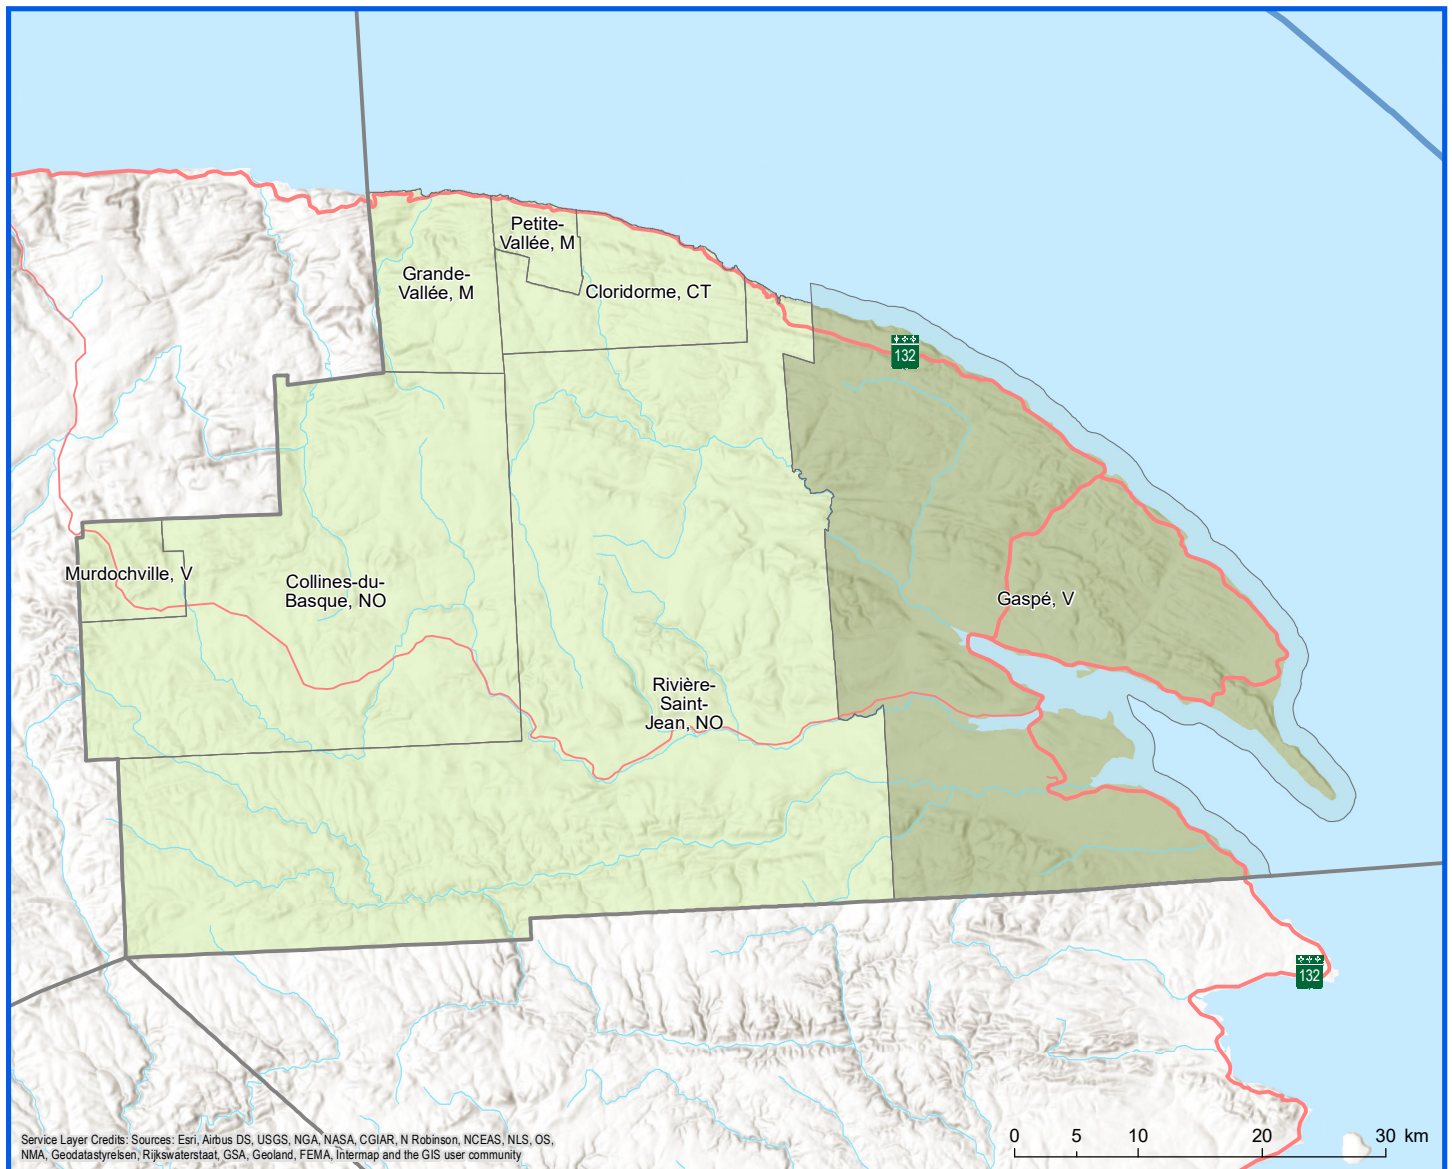 Petite-
Vallée, M
Grande-
Vallée, M
Cloridorme, CT
132
Murdochville, V
Collines-du-
Basque, NO
Gaspé, V
Rivière-
Saint-
Jean, NO
132
0 5 10 20 30 km
Service Layer Credits: Sources: Esri, Airbus DS, USGS, NGA, NASA, CGIAR, N Robinson, NCEAS, NLS, OS,
NMA, Geodatastyrelsen, Rijkswaterstaat, GSA, Geoland, FEMA, Intermap and the GIS user community